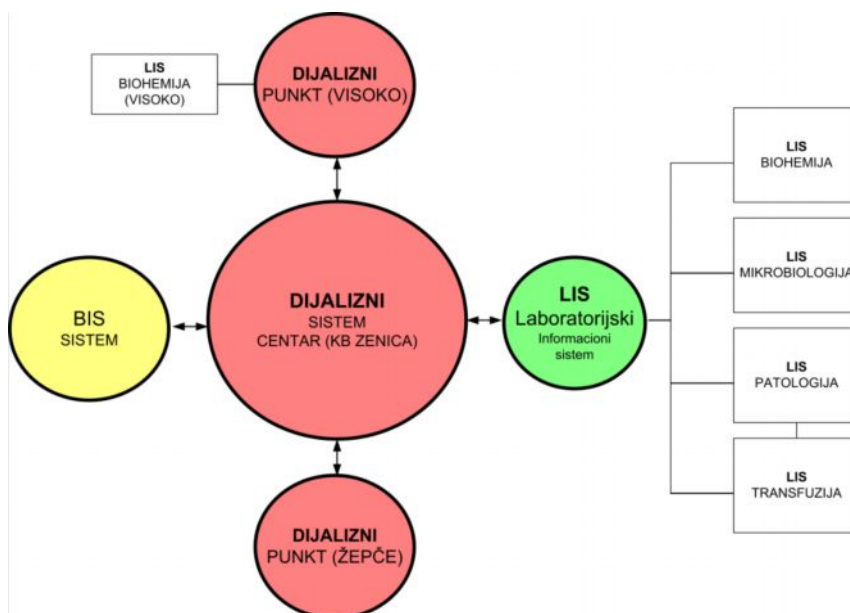 LIS
BIOHEMIJA
(VISOKO)
DIJALIZNI
PUNKT (VISOKO)
BIS
SISTEM
DIJALIZNI
SISTEM
CENTAR (KB ZENICA)
LIS
Laboratorijski
Informacioni
sistem
LIS
BIOHEMIJA
LIS
MIKROBIOLOGIJA
LIS
PATOLOGIJA
LIS
TRANSFUZIJA
DIJALIZNI
PUNKT (ŽEPČE)